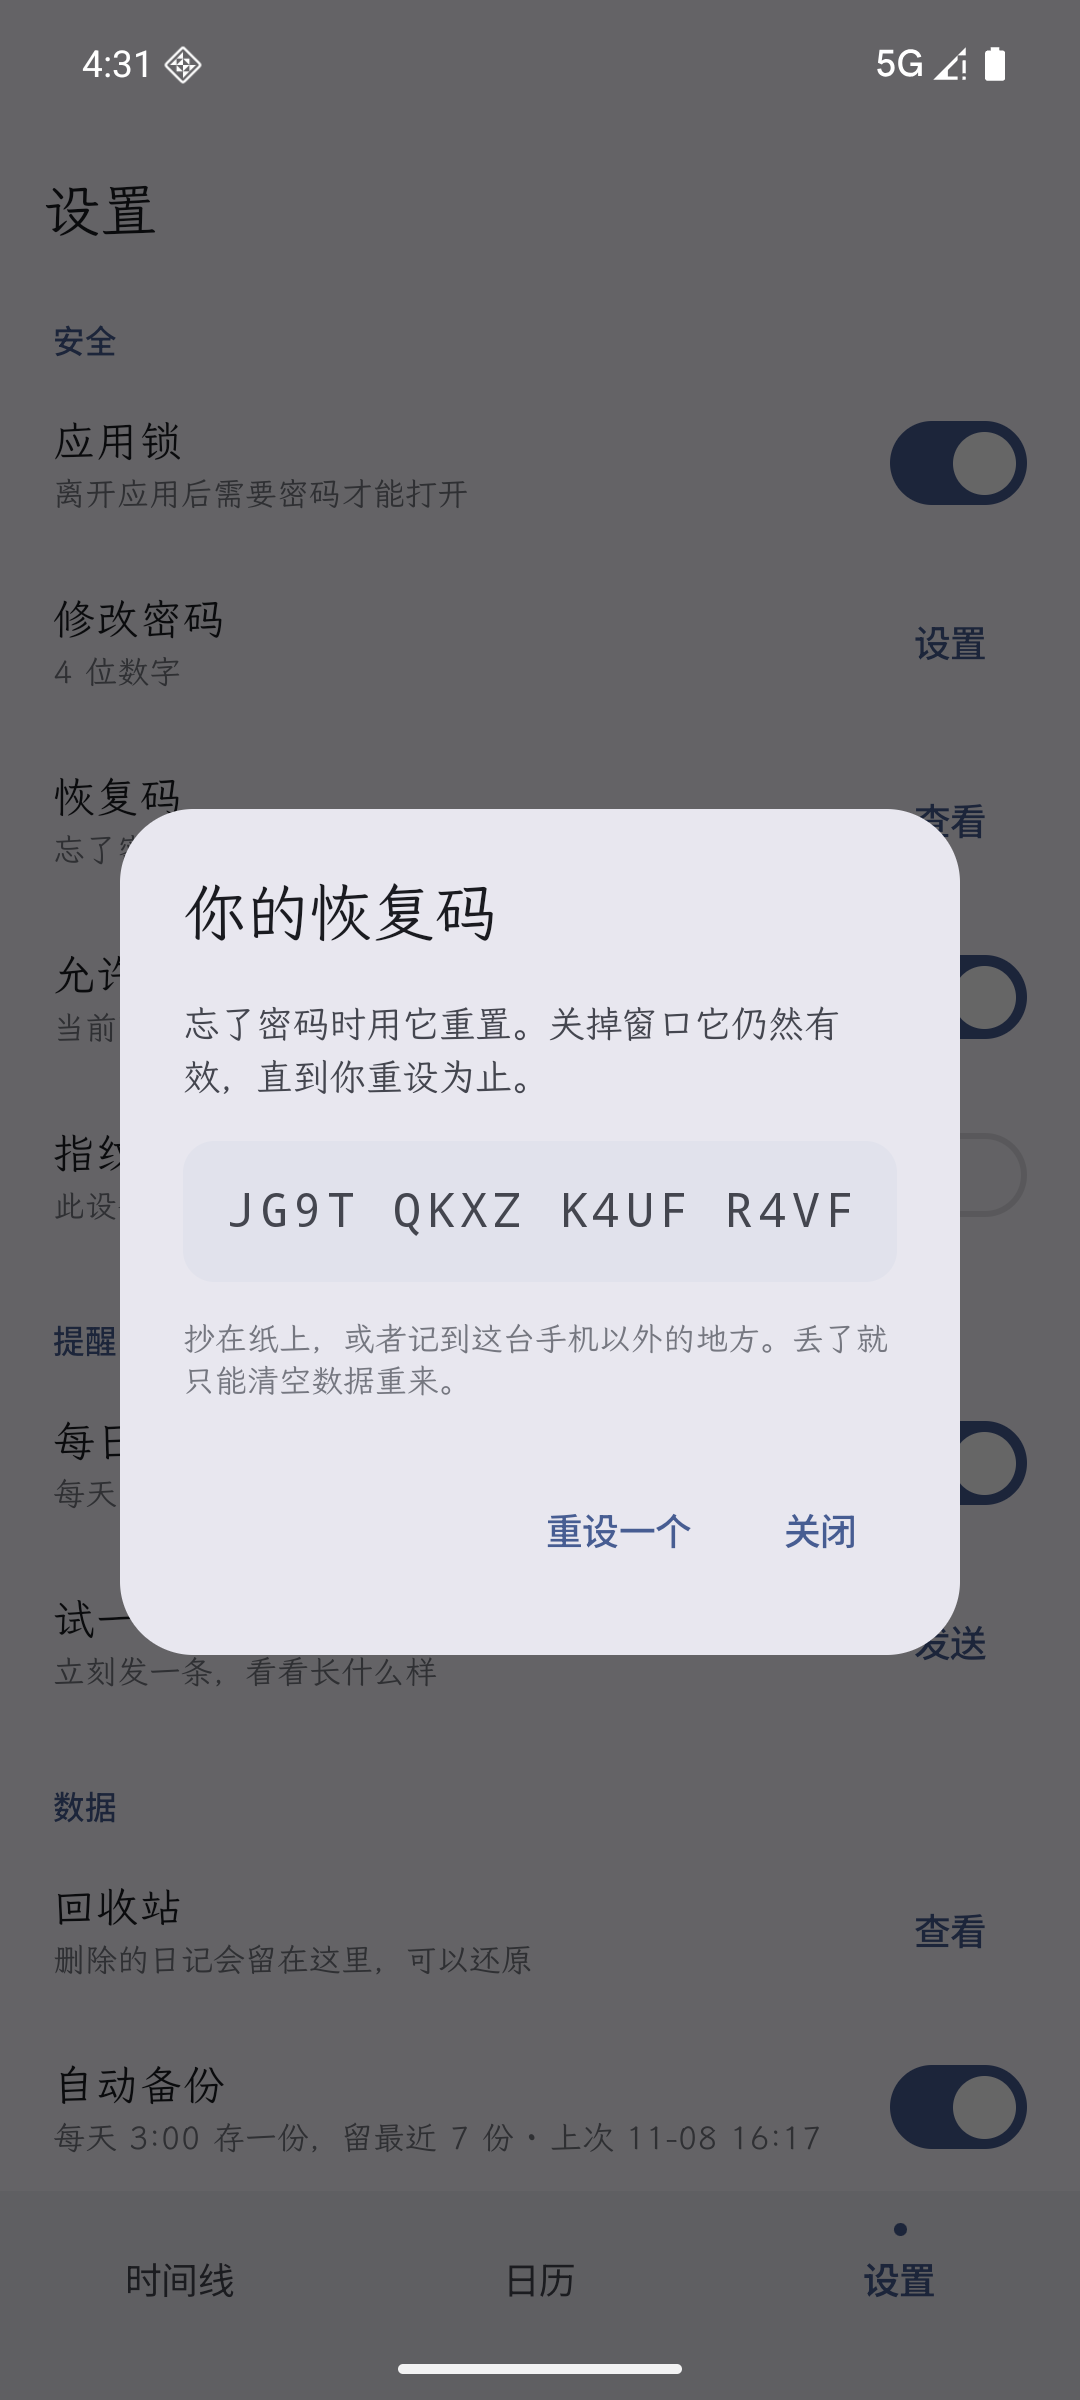 4:31
5G
设置
安全
应用锁
离开应用后需要密码才能打开
修改密码
4 位数字
设置
恢复码
忘了
查看
你的恢复码
忘了密码时用它重置。关掉窗口它仍然有
效，直到你重设为止。
JG9T QKXZ K4UF R4VF
抄在纸上，或者记到这台手机以外的地方。丢了就
只能清空数据重来。
重设一个
关闭
允许
当前
指纹
此设
提醒
每日
每天
试一
立刻发一条，看看长什么样
发送
数据
回收站
删除的日记会留在这里，可以还原
查看
自动备份
每天 3:00 存一份，留最近 7 份·上次 11-08 16:17
时间线
日历
设置